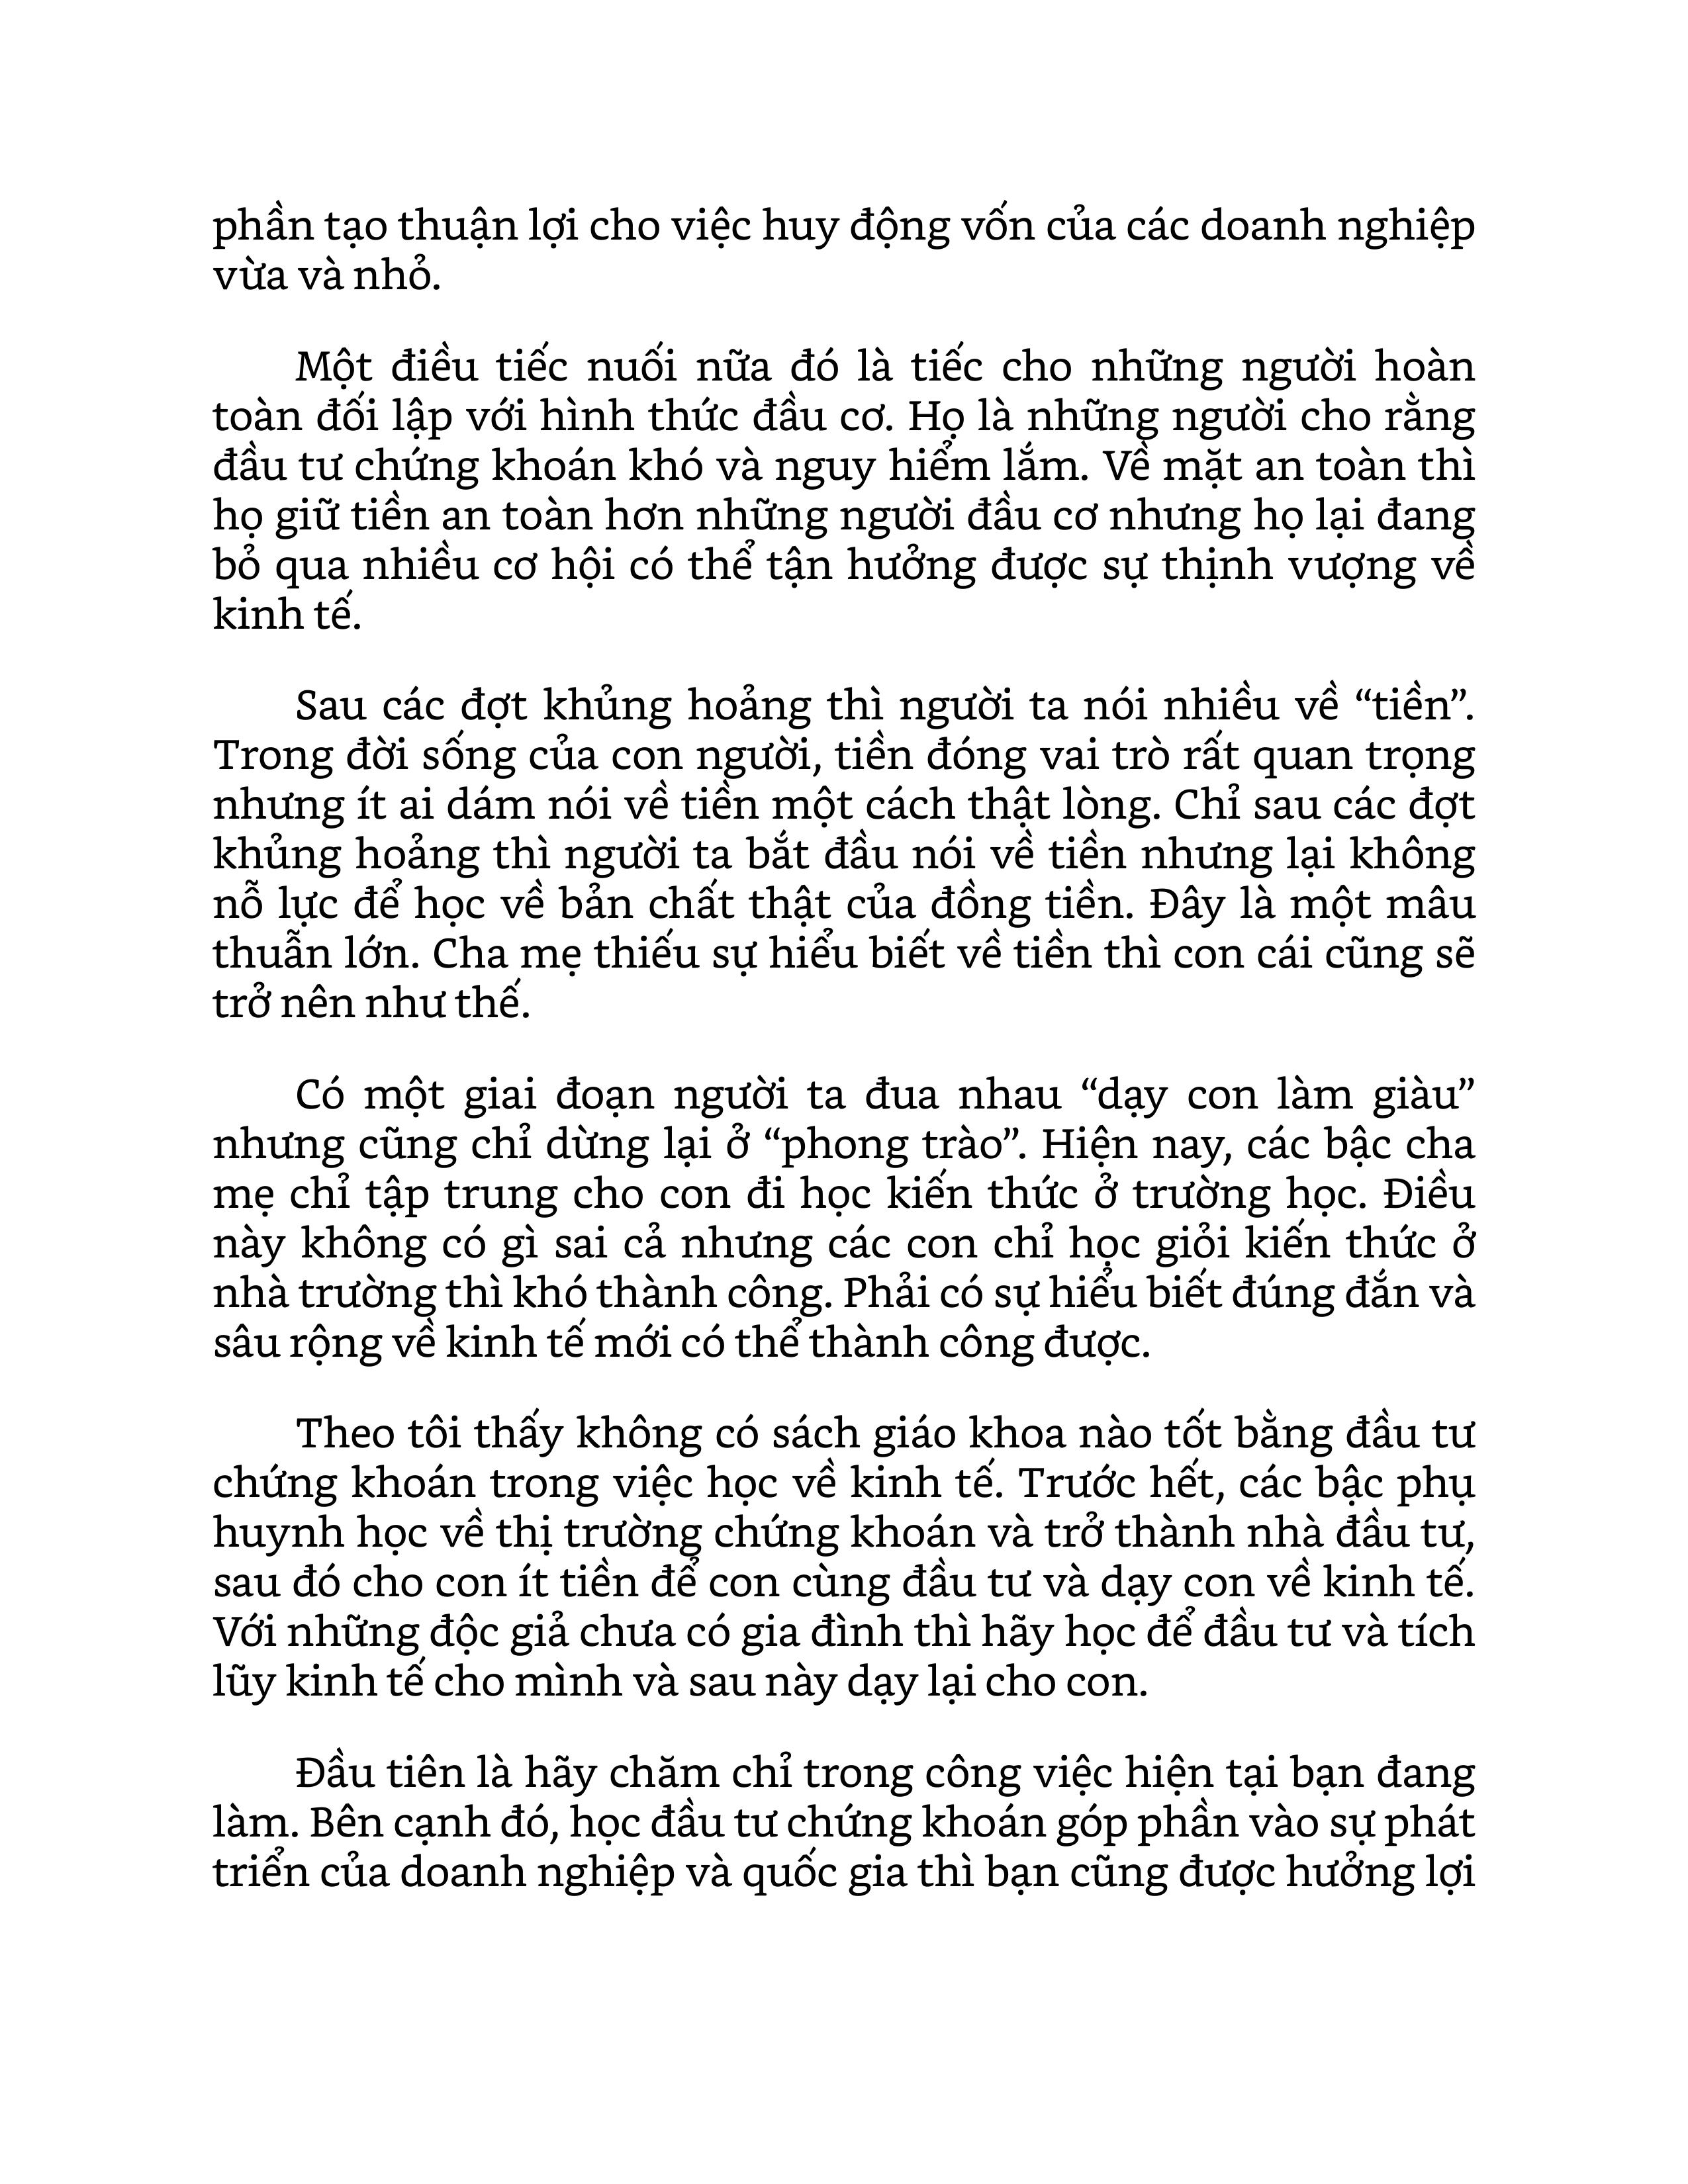 phần tạo thuận lợi cho việc huy động vốn của các doanh nghiệp
vừa và nhỏ.
Một điều tiếc nuối nữa đó là tiếc cho những người hoàn
toàn đối lập với hình thức đầu cơ. Họ là những người cho rằng
đầu tư chứng khoán khó và nguy hiểm lắm. Về mặt an toàn thì
họ giữ tiền an toàn hơn những người đầu cơ nhưng họ lại đang
bỏ qua nhiều cơ hội có thể tận hưởng được sự thịnh vượng về
kinh tế.
Sau các đợt khủng hoảng thì người ta nói nhiều về “tiền”.
Trong đời sống của con người, tiền đóng vai trò rất quan trọng
nhưng ít ai dám nói về tiền một cách thật lòng. Chỉ sau các đợt
khủng hoảng thì người ta bắt đầu nói về tiền nhưng lại không
nỗ lực để học về bản chất thật của đồng tiền. Đây là một mâu
thuẫn lớn. Cha mẹ thiếu sự hiểu biết về tiền thì con cái cũng sẽ
trở nên như thế.
Có một giai đoạn người ta đua nhau “dạy con làm giàu”
nhưng cũng chỉ dừng lại ở “phong trào”. Hiện nay, các bậc cha
mẹ chỉ tập trung cho con đi học kiến thức ở trường học. Điều
này không có gì sai cả nhưng các con chỉ học giỏi kiến thức ở
nhà trường thì khó thành công. Phải có sự hiểu biết đúng đắn và
sâu rộng về kinh tế mới có thể thành công được.
Theo tôi thấy không có sách giáo khoa nào tốt bằng đầu tư
chứng khoán trong việc học về kinh tế. Trước hết, các bậc phụ
huynh học về thị trường chứng khoán và trở thành nhà đầu tư,
sau đó cho con ít tiền để con cùng đầu tư và dạy con về kinh tế.
Với những độc giả chưa có gia đình thì hãy học để đầu tư và tích
lũy kinh tế cho mình và sau này dạy lại cho con.
Đầu tiên là hãy chăm chỉ trong công việc hiện tại bạn đang
làm. Bên cạnh đó, học đầu tư chứng khoán góp phần vào sự phát
triển của doanh nghiệp và quốc gia thì bạn cũng được hưởng lợi